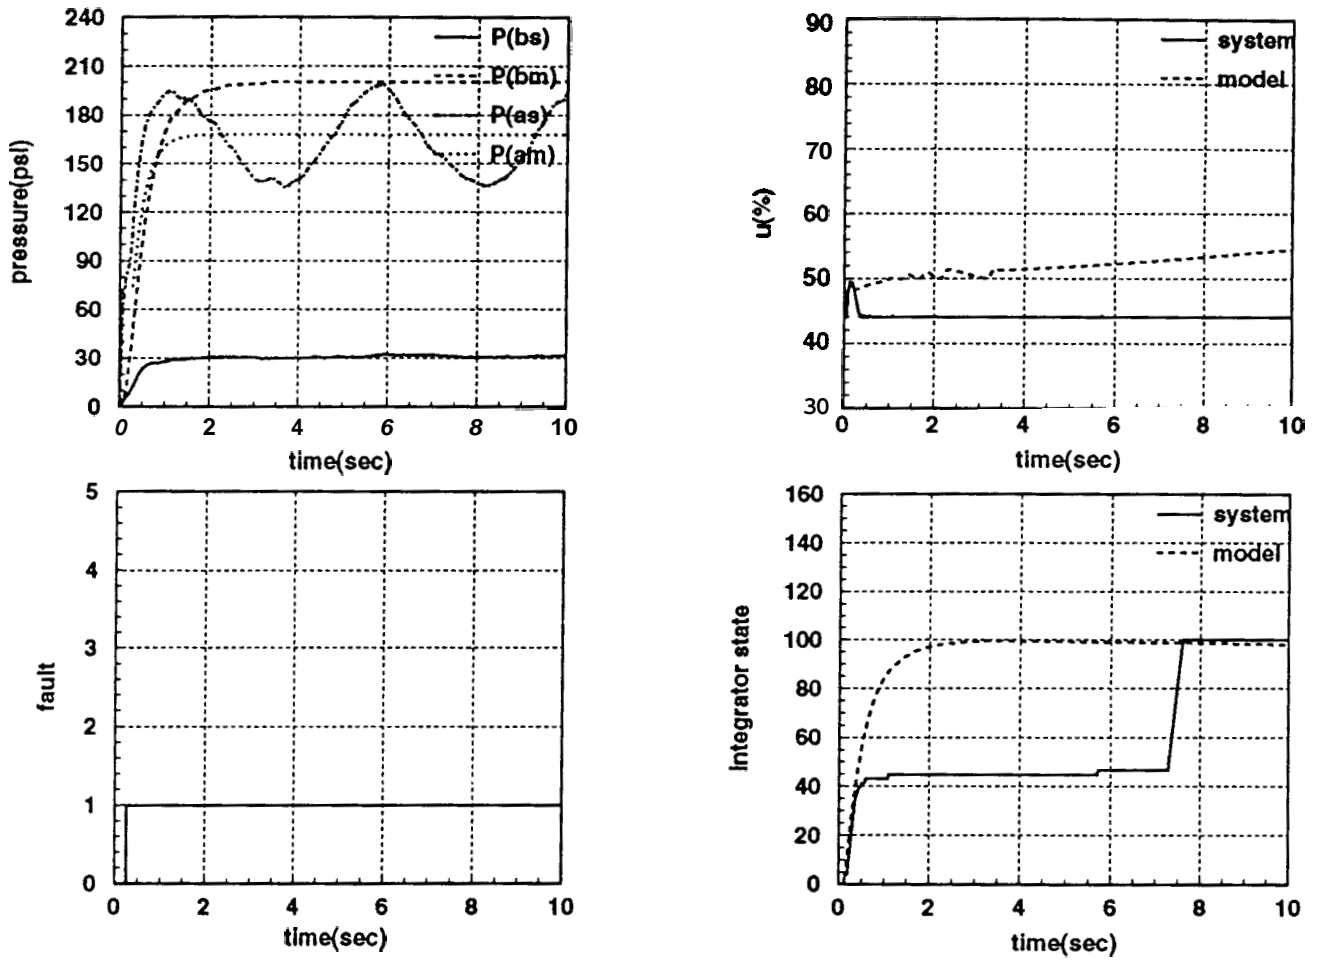 240
210
180
150
120
90
60
30
0
pressure(psi)
P(bs)
P(bm)
P(as)
P(am)
0 2 4 6 8 10
time(sec)
90
80
70
60
50
40
30
u(%)
system
model
0 2 4 6 8 10
time(sec)
5
4
3
2
1
0
fault
0 2 4 6 8 10
time(sec)
160
140
120
100
80
60
40
20
0
Integrator state
system
model
0 2 4 6 8 10
time(sec)